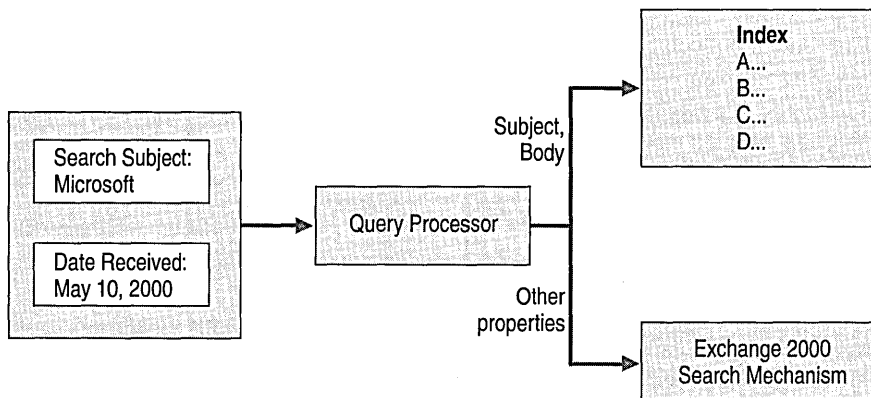 Search Subject:
Microsoft
Date Received:
May 10, 2000
Query Processor
Subject,
Body
Other
properties
Index
A...
B...
C...
D...
Exchange 2000
Search Mechanism